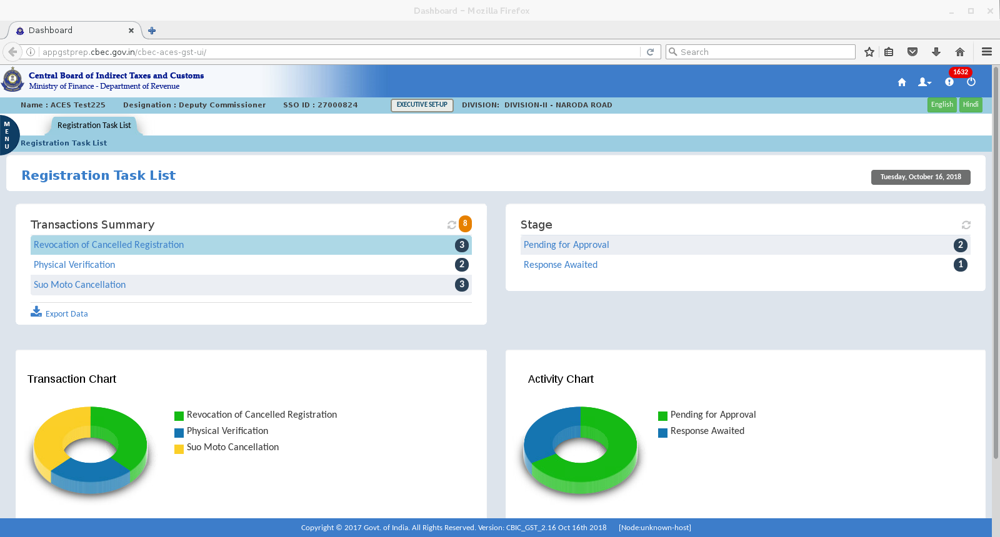 Dashboard - Mozilla Firefox
Dashboard
appgstprep.cbec.gov.in/cbec-aces-gst-ui/
Search
Central Board of Indirect Taxes and Customs
Ministry of Finance - Department of Revenue
1632
Name : ACES Test225 Designation : Deputy Commissioner SSO ID : 27000824 EXECUTIVE SET-UP DIVISION: DIVISION-II - NARODA ROAD English Hindi
MENU
Registration Task List
Registration Task List
Registration Task List
Tuesday, October 16, 2018
Transactions Summary 8
Revocation of Cancelled Registration 3
Physical Verification 2
Suo Moto Cancellation 3
Export Data
Stage
Pending for Approval 2
Response Awaited 1
Transaction Chart
Revocation of Cancelled Registration
Physical Verification
Suo Moto Cancellation
Activity Chart
Pending for Approval
Response Awaited
Copyright © 2017 Govt. of India. All Rights Reserved. Version: CBIC_GST_2.16 Oct 16th 2018 [Node:unknown-host]